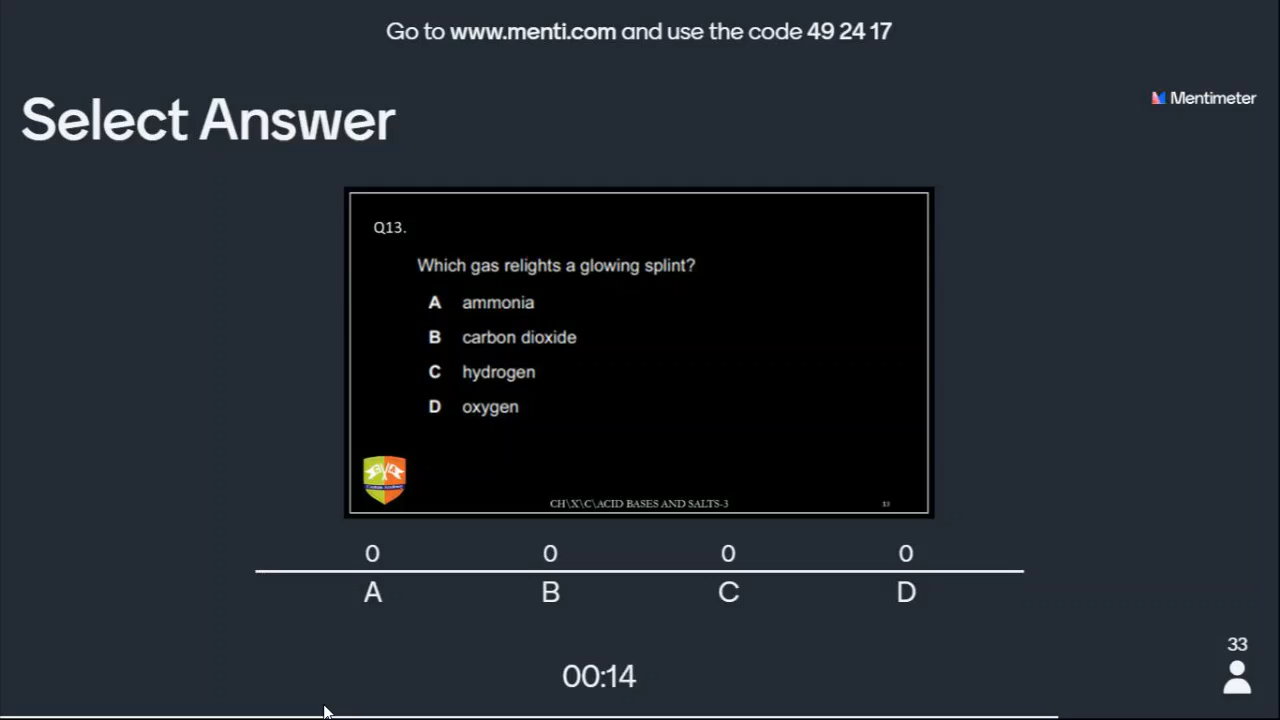 Go to www.menti.com and use the code 49 24 17
Mentimeter
Select Answer
Q13.
Which gas relights a glowing splint?
A ammonia
B carbon dioxide
C hydrogen
D oxygen
CH\X\C\ACID BASES AND SALTS-3
13
0 0 0 0
A B C D
33
00:14